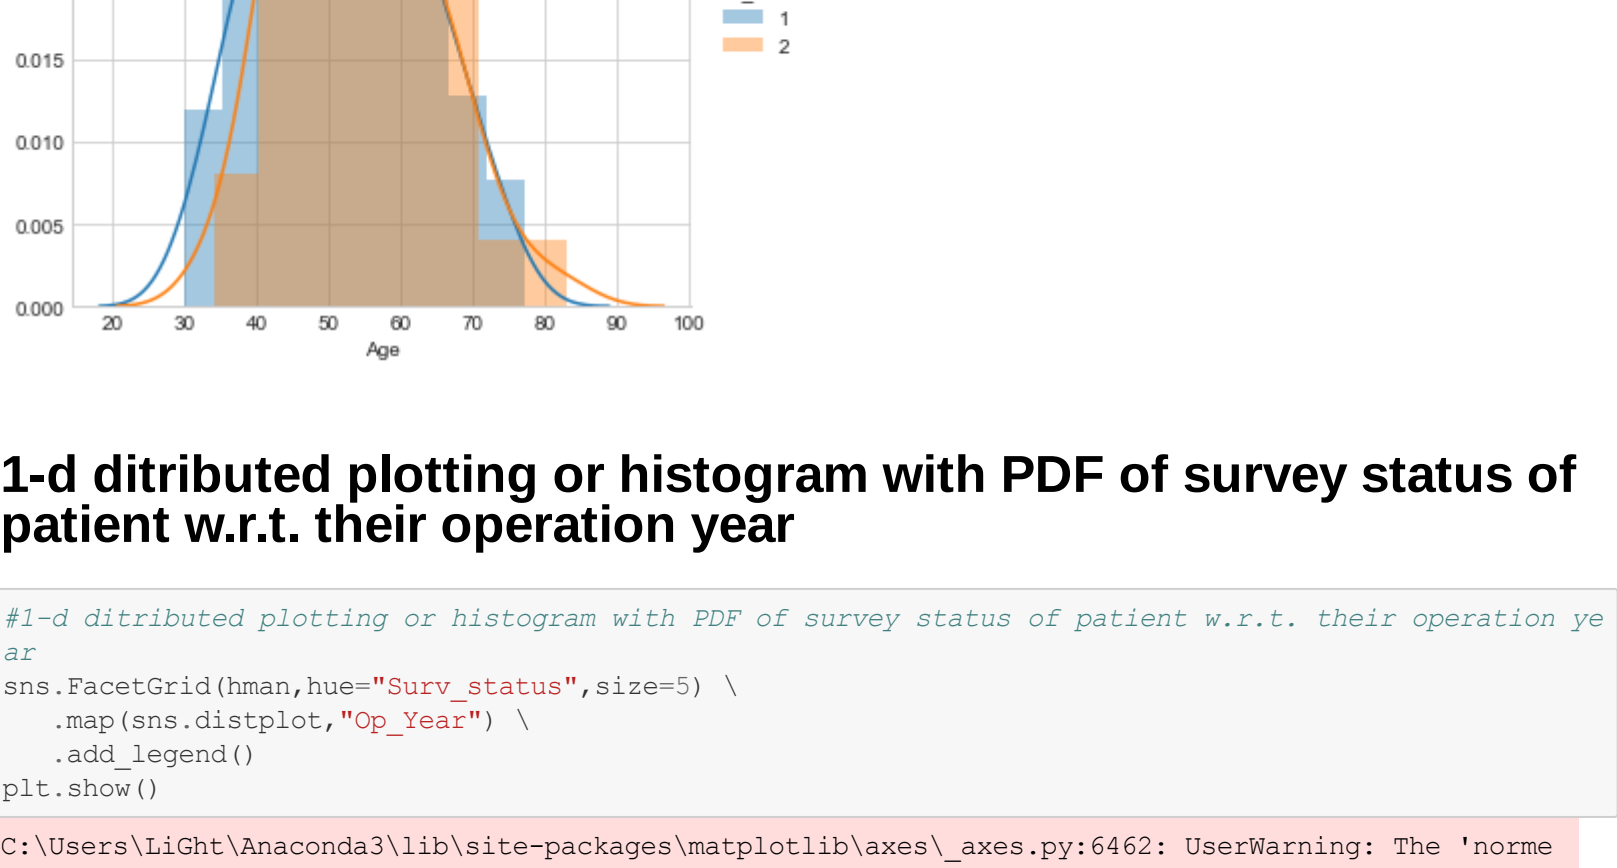 1
0.015
2
0.010
0.005
0.000
20 30 40 50 60 70 80 90 100
Age
1-d ditributed plotting or histogram with PDF of survey status of
patient w.r.t. their operation year
#1-d ditributed plotting or histogram with PDF of survey status of patient w.r.t. their operation ye
ar
sns.FacetGrid(hman,hue="Surv_status",size=5) \
.map(sns.distplot,"Op_Year") \
.add_legend()
plt.show()
C:\Users\LiGht\Anaconda3\lib\site-packages\matplotlib\axes\_axes.py:6462: UserWarning: The 'norme